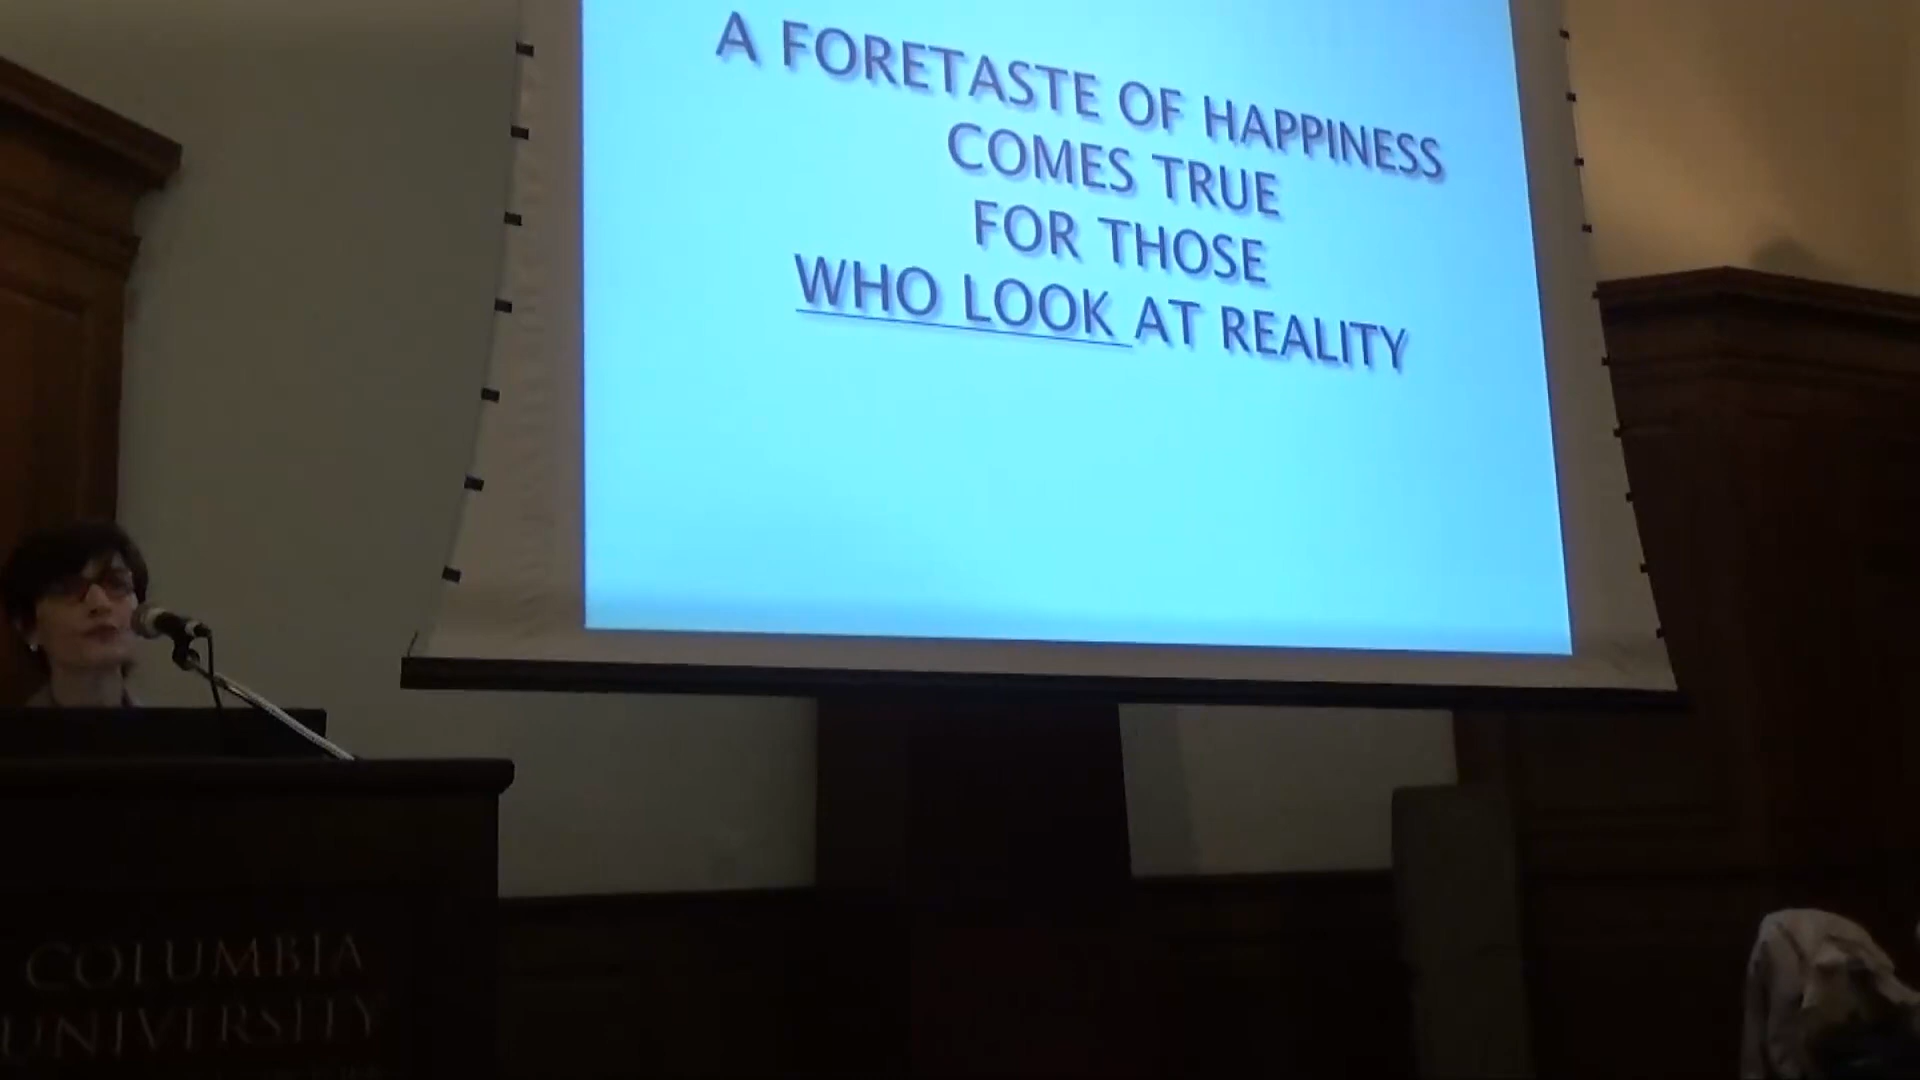 A FORETASTE OF HAPPINESS
COMES TRUE
FOR THOSE
WHO LOOK AT REALITY
COLUMBIA
UNIVERSITY